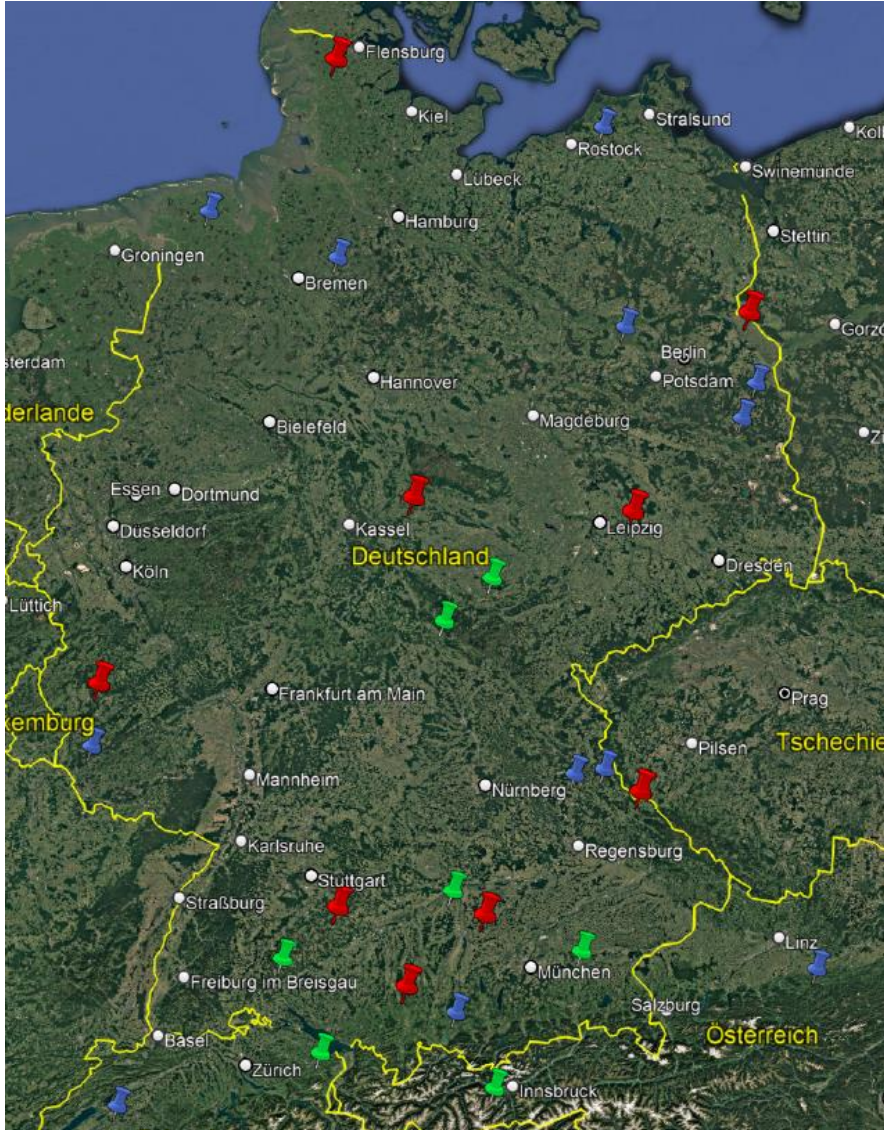 Flensburg
Kiel
Stralsund
Rostock
Kol
Swinemunde
Lübeck
Hamburg
Stettin
Groningen
Bremen
Gorzó
sterdam
Berlin
Hannover
Potsdam
derlande
Magdeburg
Bielefeld
Z
Essen
Dortmund
Düsseldorf
Kassel
Leipzig
Deutschland
Köln
Dresden
Lüttich
Frankfurt am Main
Prag
xemburg
Pilsen
Tschechie
Mannheim
Nürnberg
Karlsruhe
Regensburg
Stuttgart
Straßburg
Linz
München
Freiburg im Breisgau
Salzburg
Österreich
Basel
Zürich
Innsbruck